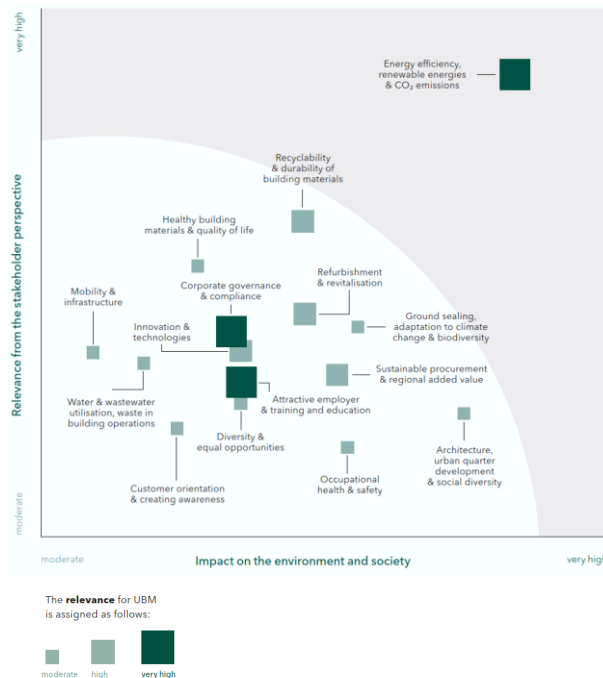 very high
Energy efficiency,
renewable energies
& CO₂ emissions
Recyclability
& durability of
building materials
Healthy building
materials & quality of life
Refurbishment
& revitalisation
Corporate governance
& compliance
Mobility &
infrastructure
Innovation &
technologies
Ground sealing,
adaptation to climate
change & biodiversity
Sustainable procurement
& regional added value
Water & wastewater
utilisation, waste in
building operations
Attractive employer
& training and education
Diversity &
equal opportunities
Architecture,
urban quarter
development
& social diversity
Occupational
health & safety
Customer orientation
& creating awareness
Relevance from the stakeholder perspective
moderate
moderate
Impact on the environment and society
very high
The relevance for UBM
is assigned as follows:
moderate
high
very high